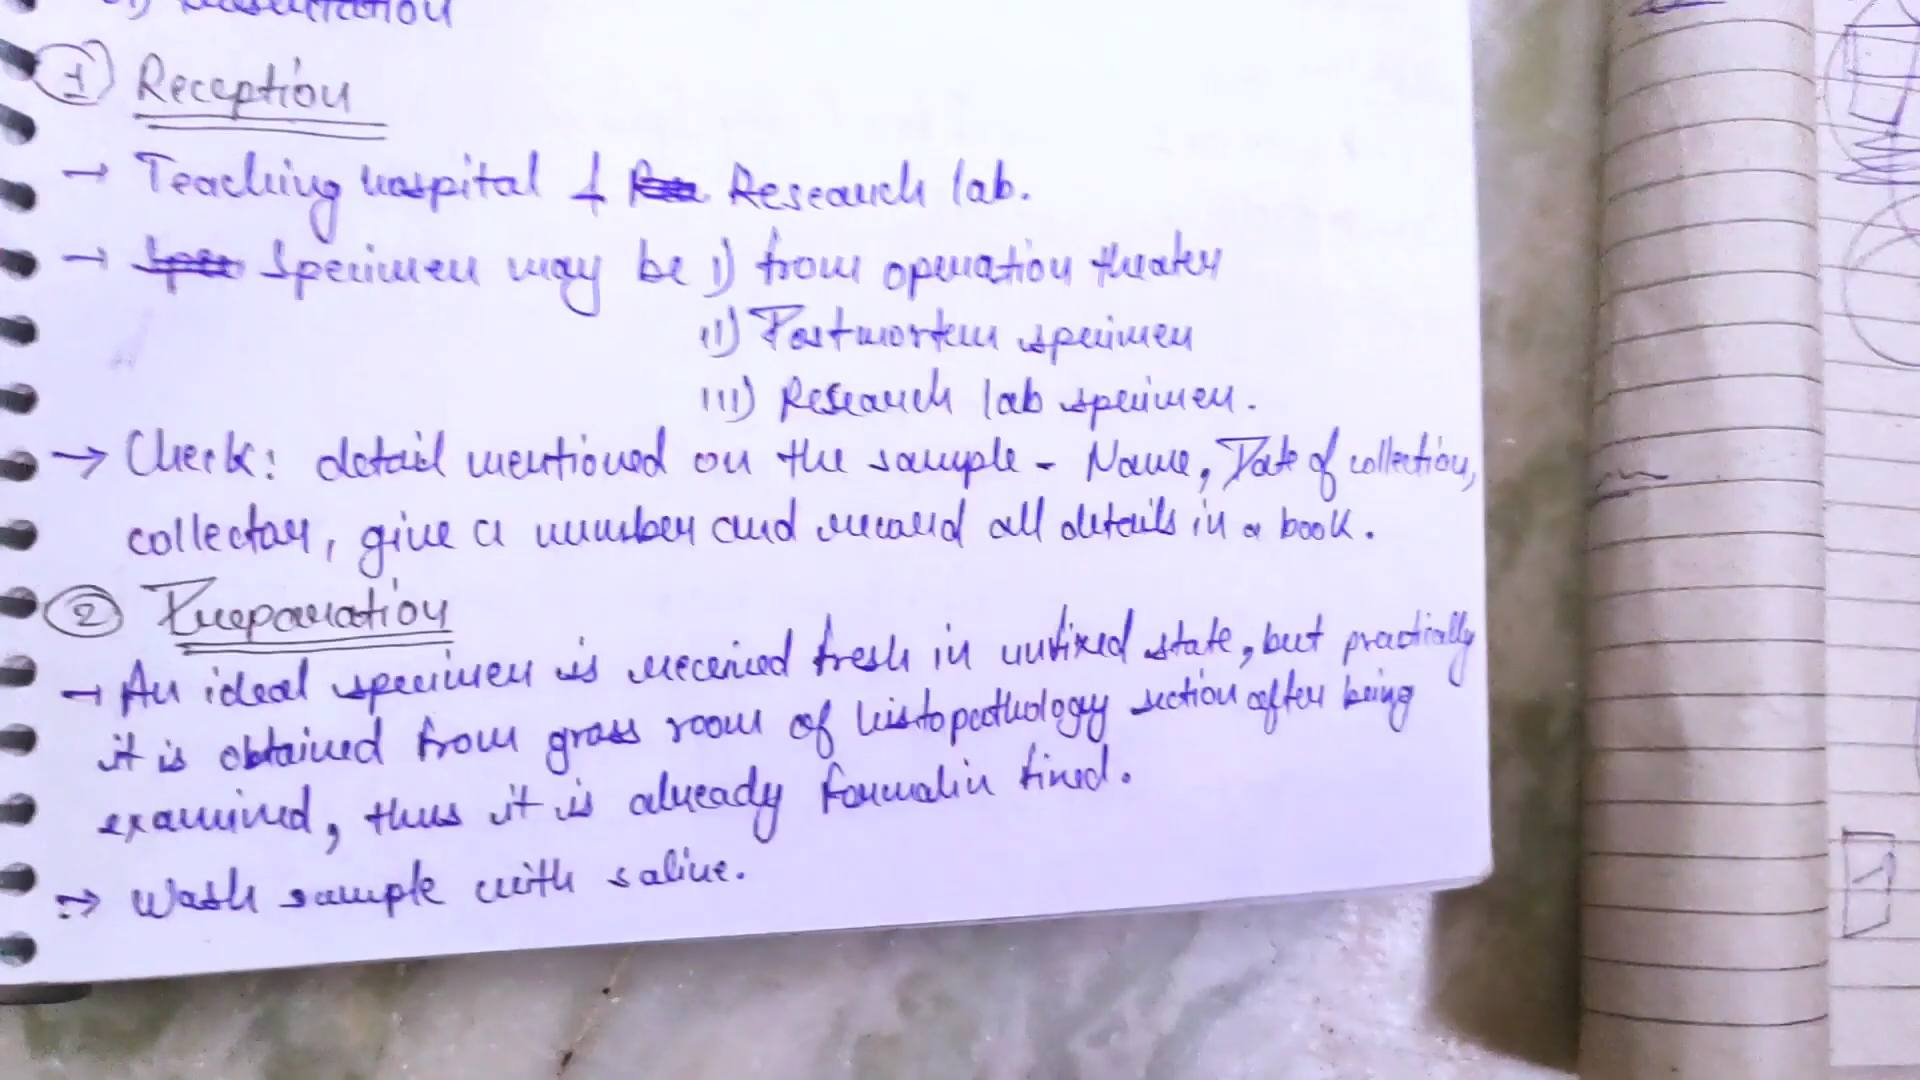 ① Reception
→ Teaching hospital & Research lab.
→ Specimen may be i) from operation theater
ii) Postmortem specimen
iii) Research lab specimen.
→ Check: detail mentioned on the sample - Name, Date of collection,
collector, give a number and record all details in a book.
② Preparation
→ An ideal specimen is received fresh in unfixed state, but practically
it is obtained from gross room of histopathology section after being
examined, thus it is already formalin fixed.
→ Wash sample with saline.